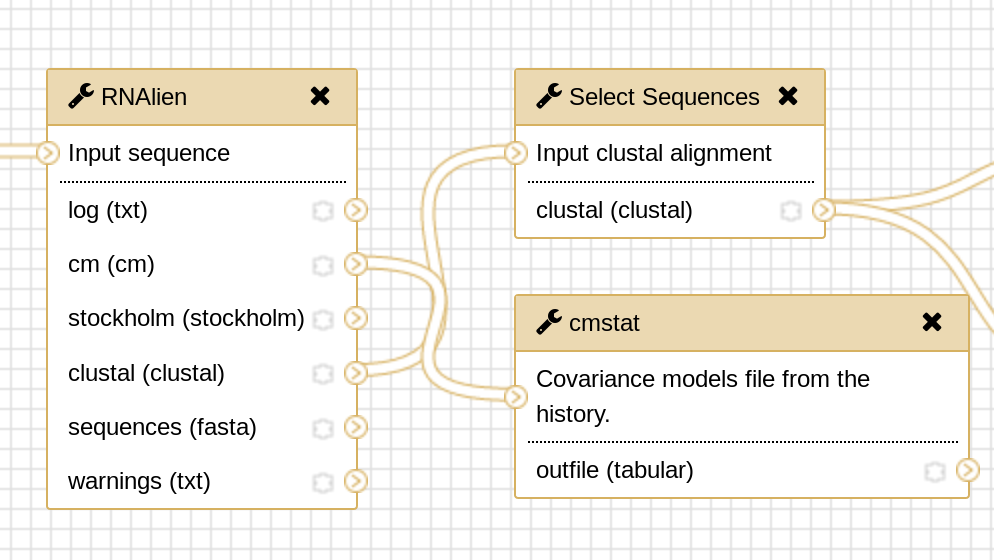 RNAlien
Input sequence
log (txt)
cm (cm)
stockholm (stockholm)
clustal (clustal)
sequences (fasta)
warnings (txt)
Select Sequences
Input clustal alignment
clustal (clustal)
cmstat
Covariance models file from the
history.
outfile (tabular)